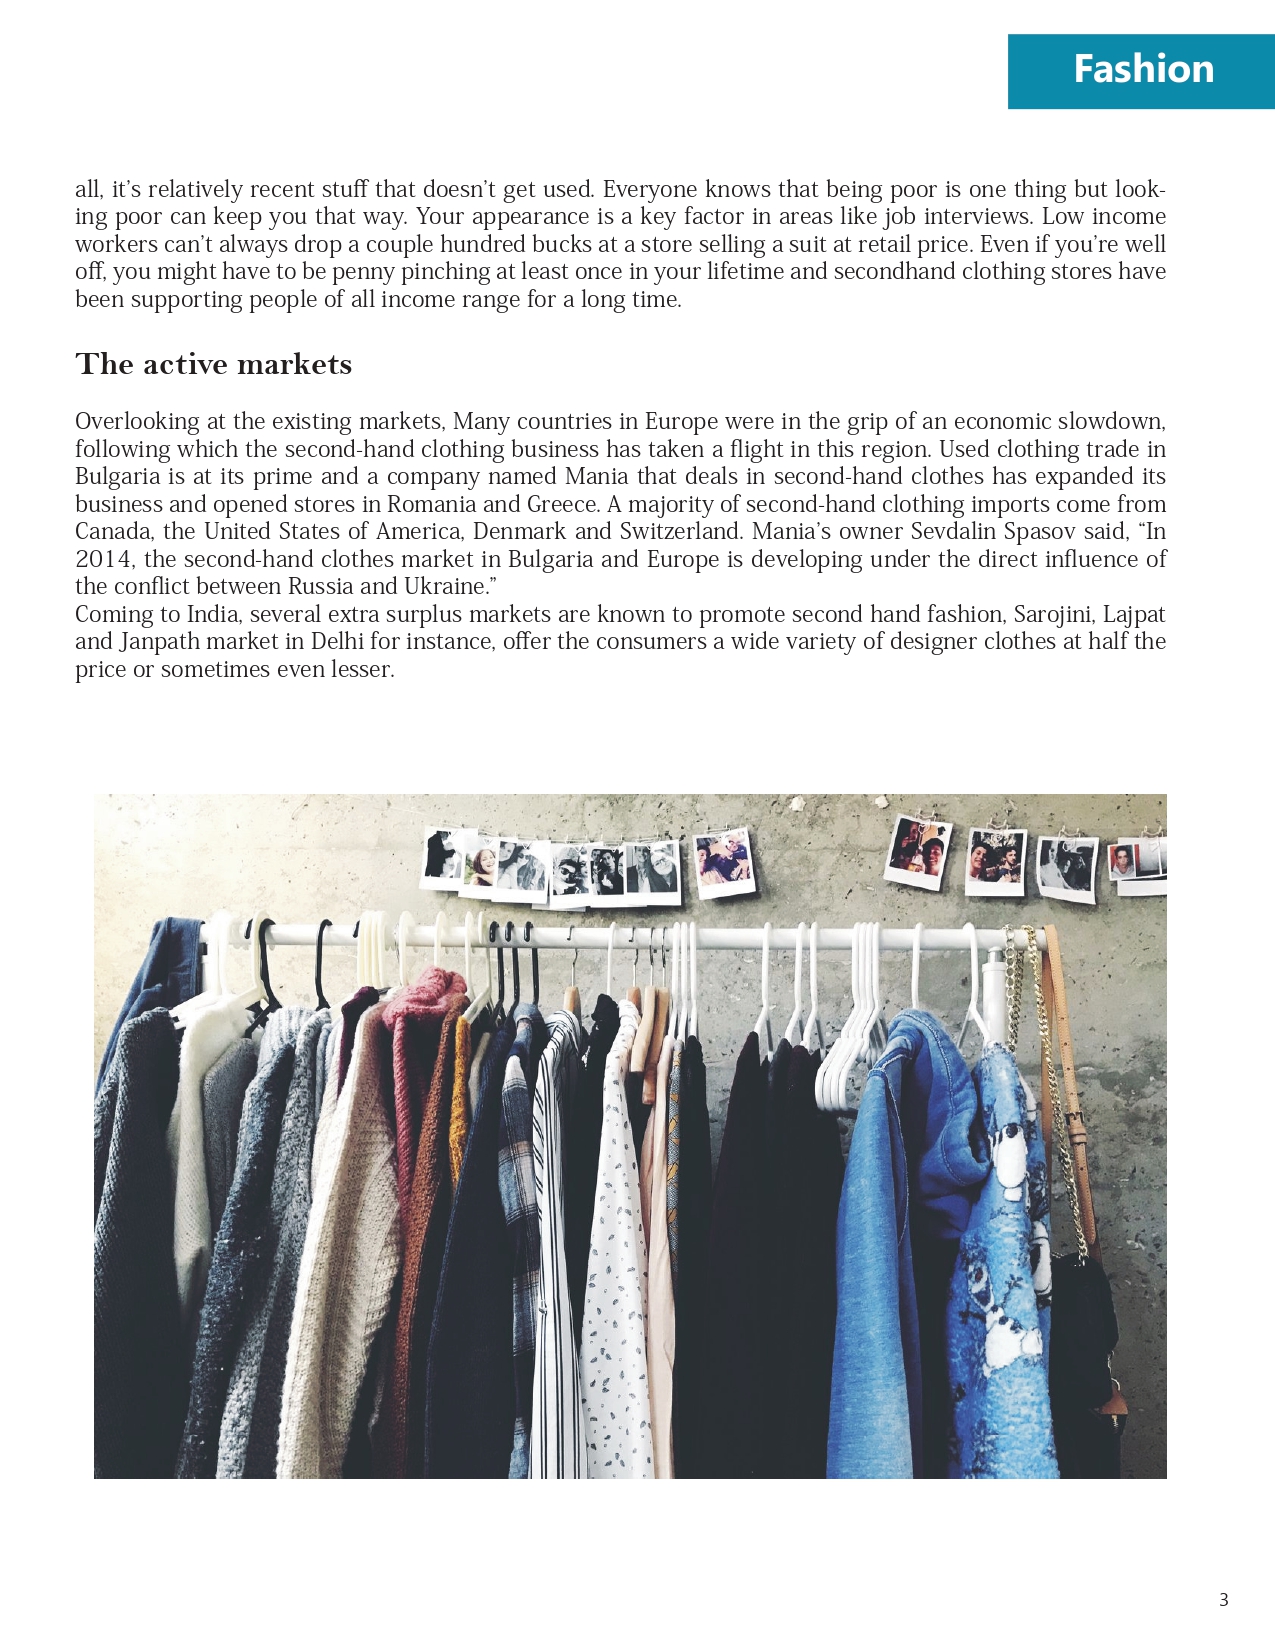 Fashion
all, it’s relatively recent stuff that doesn’t get used. Everyone knows that being poor is one thing but look-
ing poor can keep you that way. Your appearance is a key factor in areas like job interviews. Low income
workers can’t always drop a couple hundred bucks at a store selling a suit at retail price. Even if you’re well
off, you might have to be penny pinching at least once in your lifetime and secondhand clothing stores have
been supporting people of all income range for a long time.
The active markets
Overlooking at the existing markets, Many countries in Europe were in the grip of an economic slowdown,
following which the second-hand clothing business has taken a flight in this region. Used clothing trade in
Bulgaria is at its prime and a company named Mania that deals in second-hand clothes has expanded its
business and opened stores in Romania and Greece. A majority of second-hand clothing imports come from
Canada, the United States of America, Denmark and Switzerland. Mania’s owner Sevdalin Spasov said, “In
2014, the second-hand clothes market in Bulgaria and Europe is developing under the direct influence of
the conflict between Russia and Ukraine.”
Coming to India, several extra surplus markets are known to promote second hand fashion, Sarojini, Lajpat
and Janpath market in Delhi for instance, offer the consumers a wide variety of designer clothes at half the
price or sometimes even lesser.
3